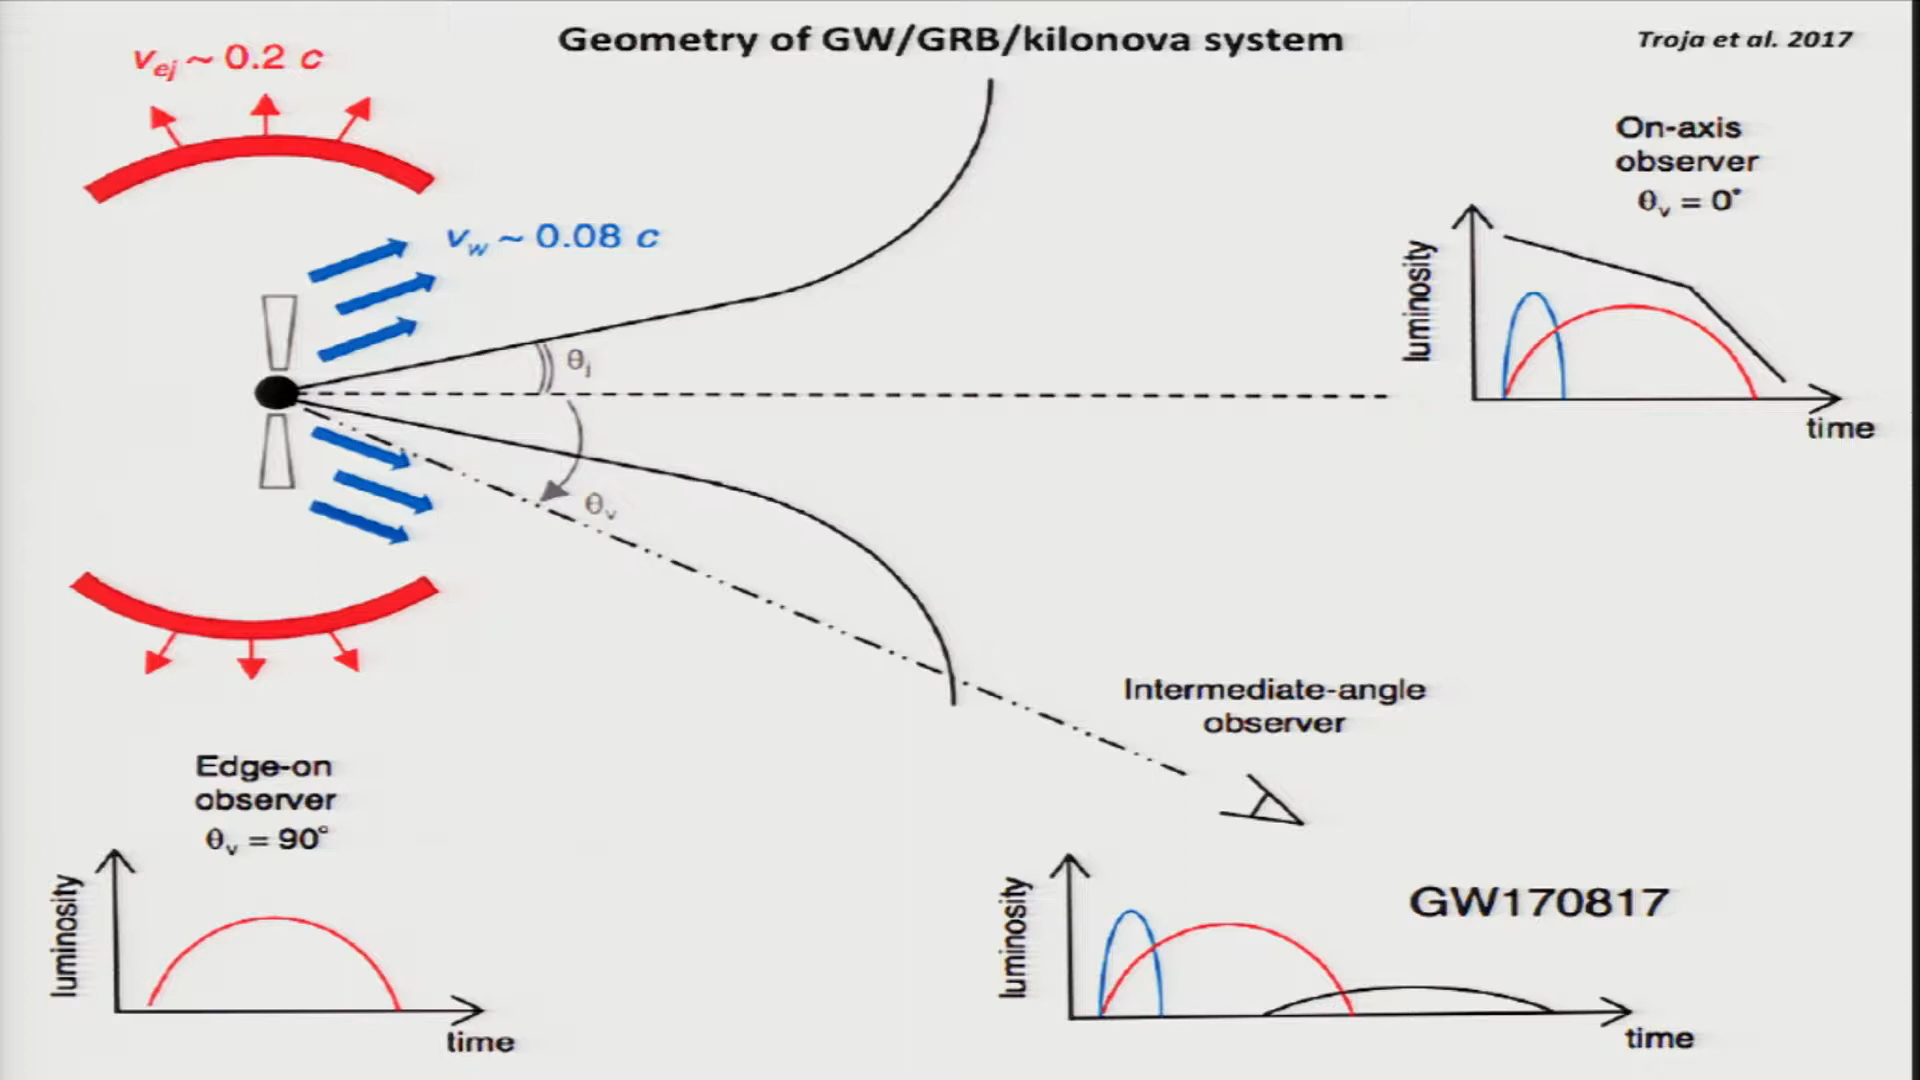 Geometry of GW/GRB/kilonova system
Troja et al. 2017
v_ej ~ 0.2 c
v_w ~ 0.08 c
θ_j
θ_v
On-axis
observer
θ_v = 0°
luminosity
time
Intermediate-angle
observer
Edge-on
observer
θ_v = 90°
luminosity
time
GW170817
luminosity
time